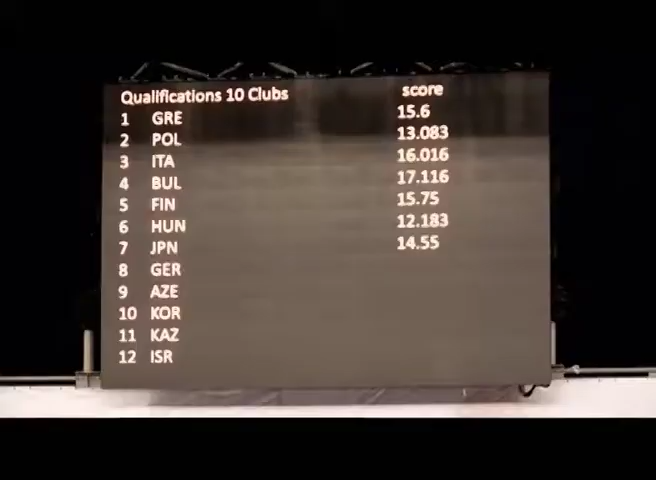 Qualifications 10 Clubs score
1 GRE 15.6
2 POL 13.083
3 ITA 16.016
4 BUL 17.116
5 FIN 15.75
6 HUN 12.183
7 JPN 14.55
8 GER
9 AZE
10 KOR
11 KAZ
12 ISR